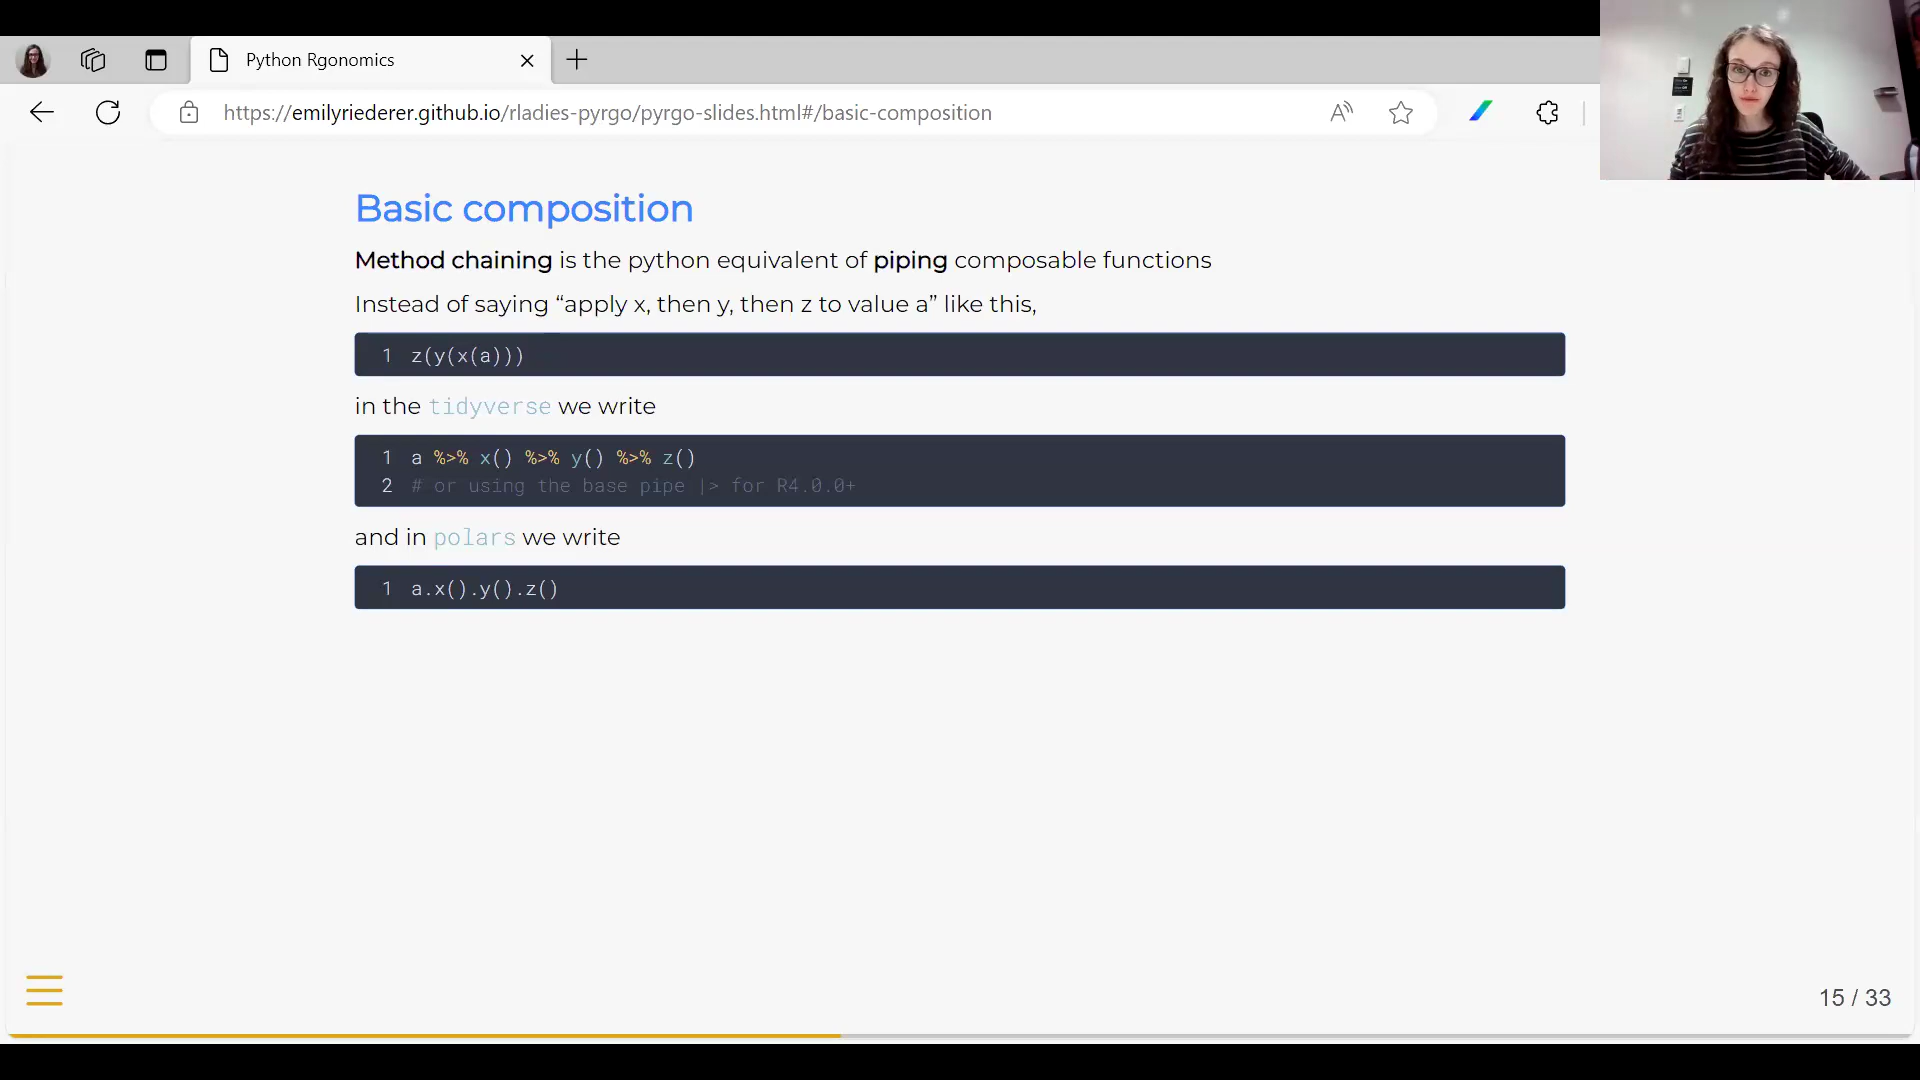 Python Rgonomics
https://emilyriederer.github.io/rladies-pyrgo/pyrgo-slides.html#/basic-composition
Basic composition
Method chaining is the python equivalent of piping composable functions
Instead of saying “apply x, then y, then z to value a” like this,
1 z(y(x(a)))
in the tidyverse we write
1 a %>% x() %>% y() %>% z()
2 # or using the base pipe |> for R4.0.0+
and in polars we write
1 a.x().y().z()
15 / 33